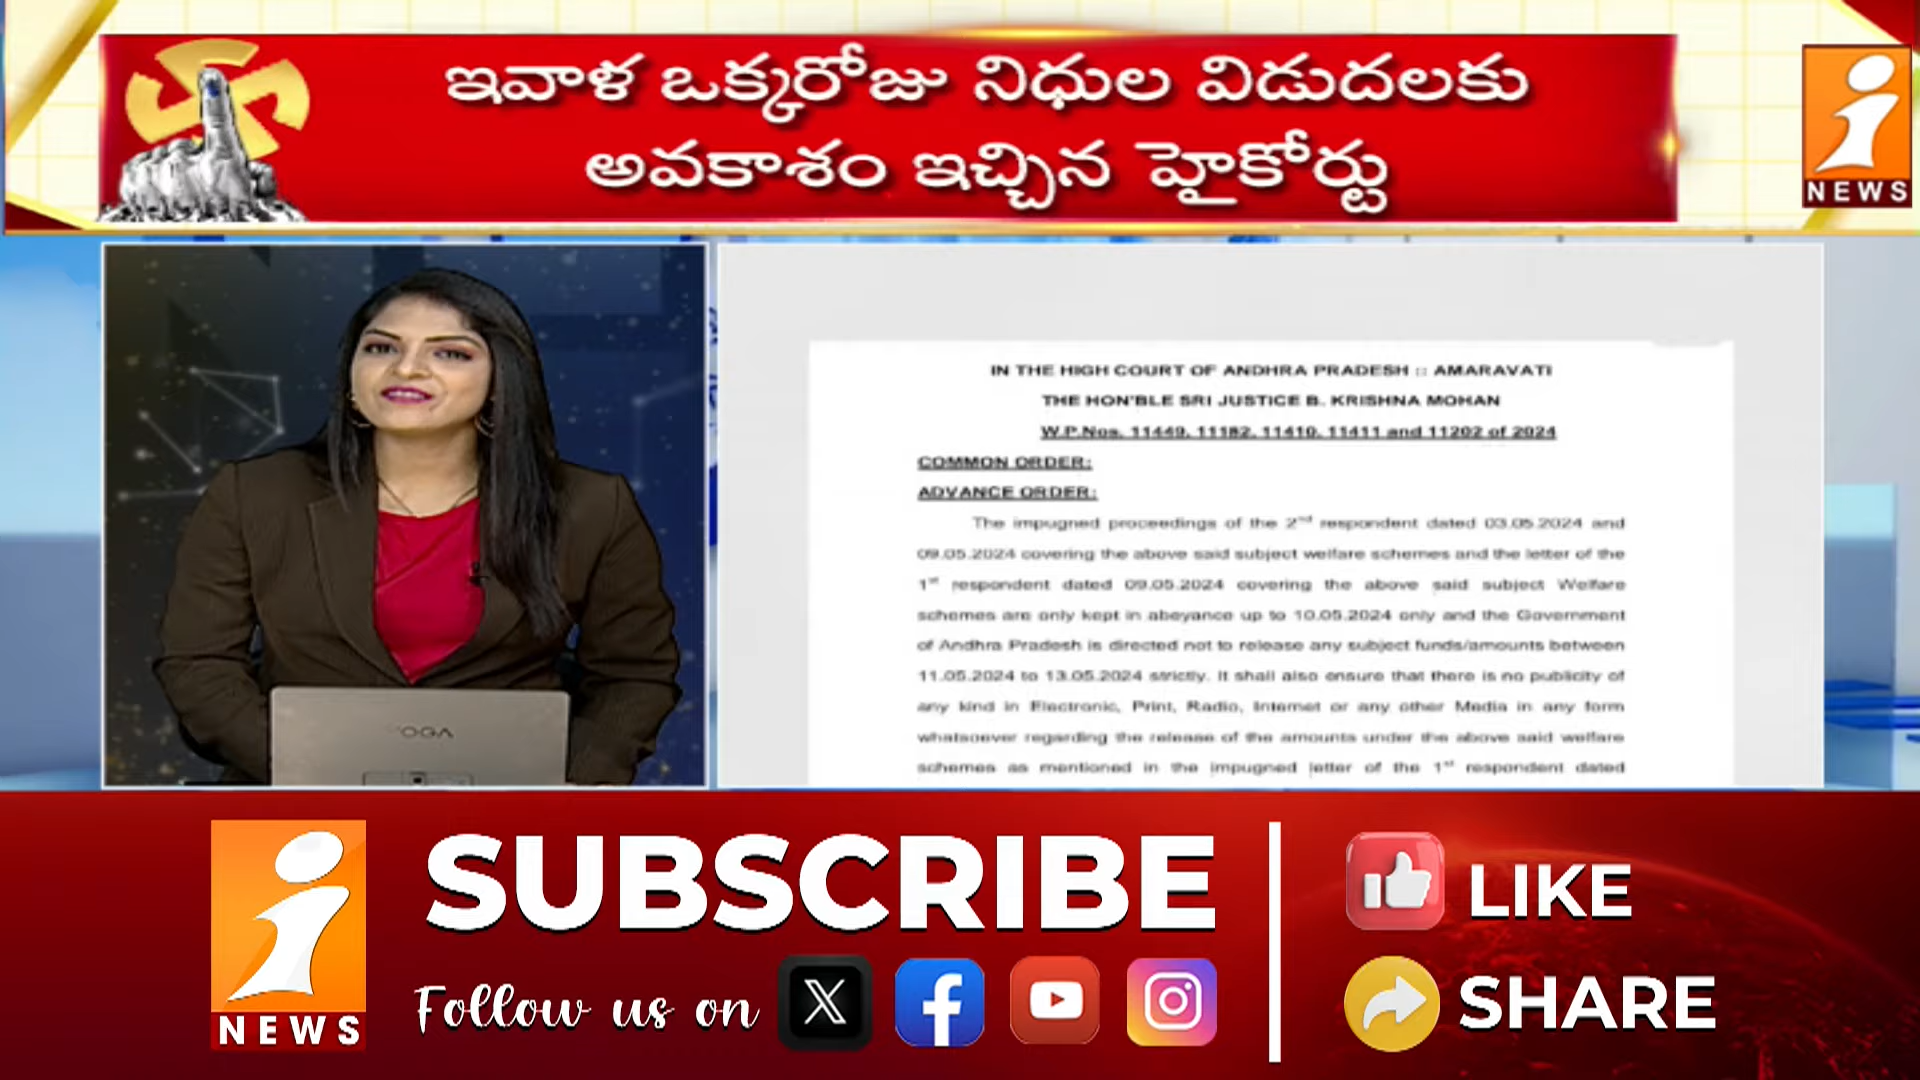 ఇవాళ ఒక్కరోజు నిధుల విడుదలకు
అవకాశం ఇచ్చిన హైకోర్టు
i
NEWS
IN THE HIGH COURT OF ANDHRA PRADESH :: AMARAVATI
THE HON'BLE SRI JUSTICE B. KRISHNA MOHAN
W.P.Nos. 11449, 11182, 11410, 11411 and 11202 of 2024
COMMON ORDER:
ADVANCE ORDER:
The impugned proceedings of the 2nd respondent dated 03.05.2024 and
09.05.2024 covering the above said subject welfare schemes and the letter of the
1st respondent dated 09.05.2024 covering the above said subject Welfare
schemes are only kept in abeyance up to 10.05.2024 only and the Government
of Andhra Pradesh is directed not to release any subject funds/amounts between
11.05.2024 to 13.05.2024 strictly. It shall also ensure that there is no publicity of
any kind in Electronic, Print, Radio, Internet or any other Media in any form
whatsoever regarding the release of the amounts under the above said welfare
schemes as mentioned in the impugned letter of the 1st respondent dated
YOGA
i
NEWS
SUBSCRIBE
Follow us on
LIKE
SHARE